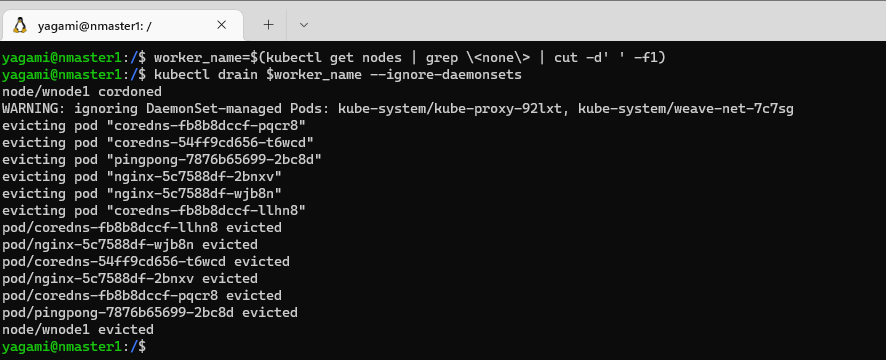 yagami@nmaster1: /
yagami@nmaster1:/$ worker_name=$(kubectl get nodes | grep \<none\> | cut -d' ' -f1)
yagami@nmaster1:/$ kubectl drain $worker_name --ignore-daemonsets
node/wnode1 cordoned
WARNING: ignoring DaemonSet-managed Pods: kube-system/kube-proxy-92lxt, kube-system/weave-net-7c7sg
evicting pod "coredns-fb8b8dccf-pqcr8"
evicting pod "coredns-54ff9cd656-t6wcd"
evicting pod "pingpong-7876b65699-2bc8d"
evicting pod "nginx-5c7588df-2bnxv"
evicting pod "nginx-5c7588df-wjb8n"
evicting pod "coredns-fb8b8dccf-llhn8"
pod/coredns-fb8b8dccf-llhn8 evicted
pod/nginx-5c7588df-wjb8n evicted
pod/coredns-54ff9cd656-t6wcd evicted
pod/nginx-5c7588df-2bnxv evicted
pod/coredns-fb8b8dccf-pqcr8 evicted
pod/pingpong-7876b65699-2bc8d evicted
node/wnode1 evicted
yagami@nmaster1:/$